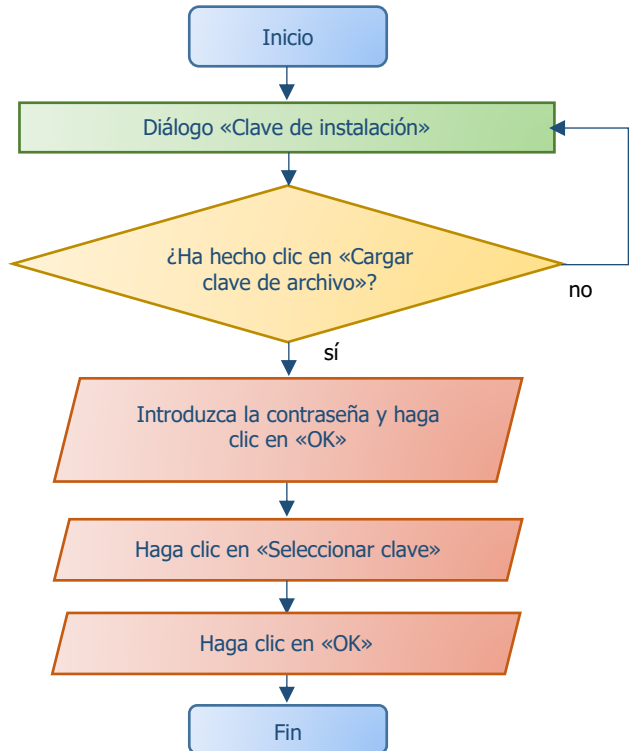 Inicio
Diálogo «Clave de instalación»
¿Ha hecho clic en «Cargar
clave de archivo»?
no
sí
Introduzca la contraseña y haga
clic en «OK»
Haga clic en «Seleccionar clave»
Haga clic en «OK»
Fin